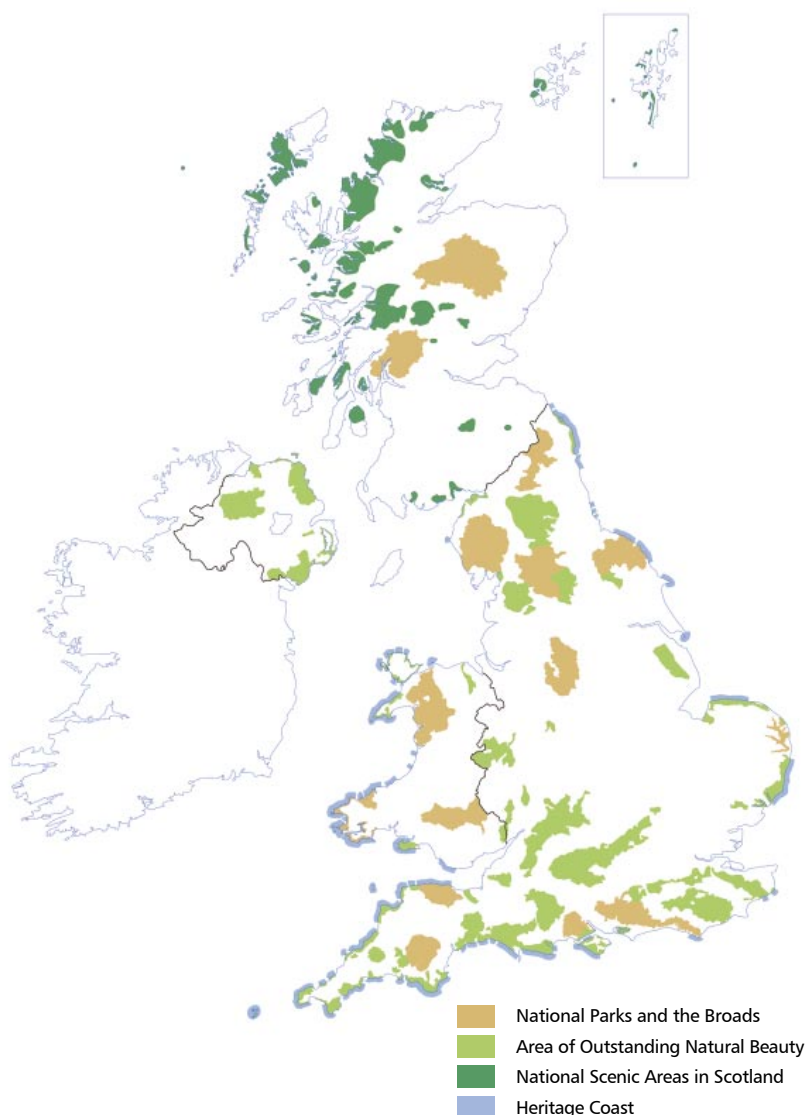 National Parks and the Broads
Area of Outstanding Natural Beauty
National Scenic Areas in Scotland
Heritage Coast